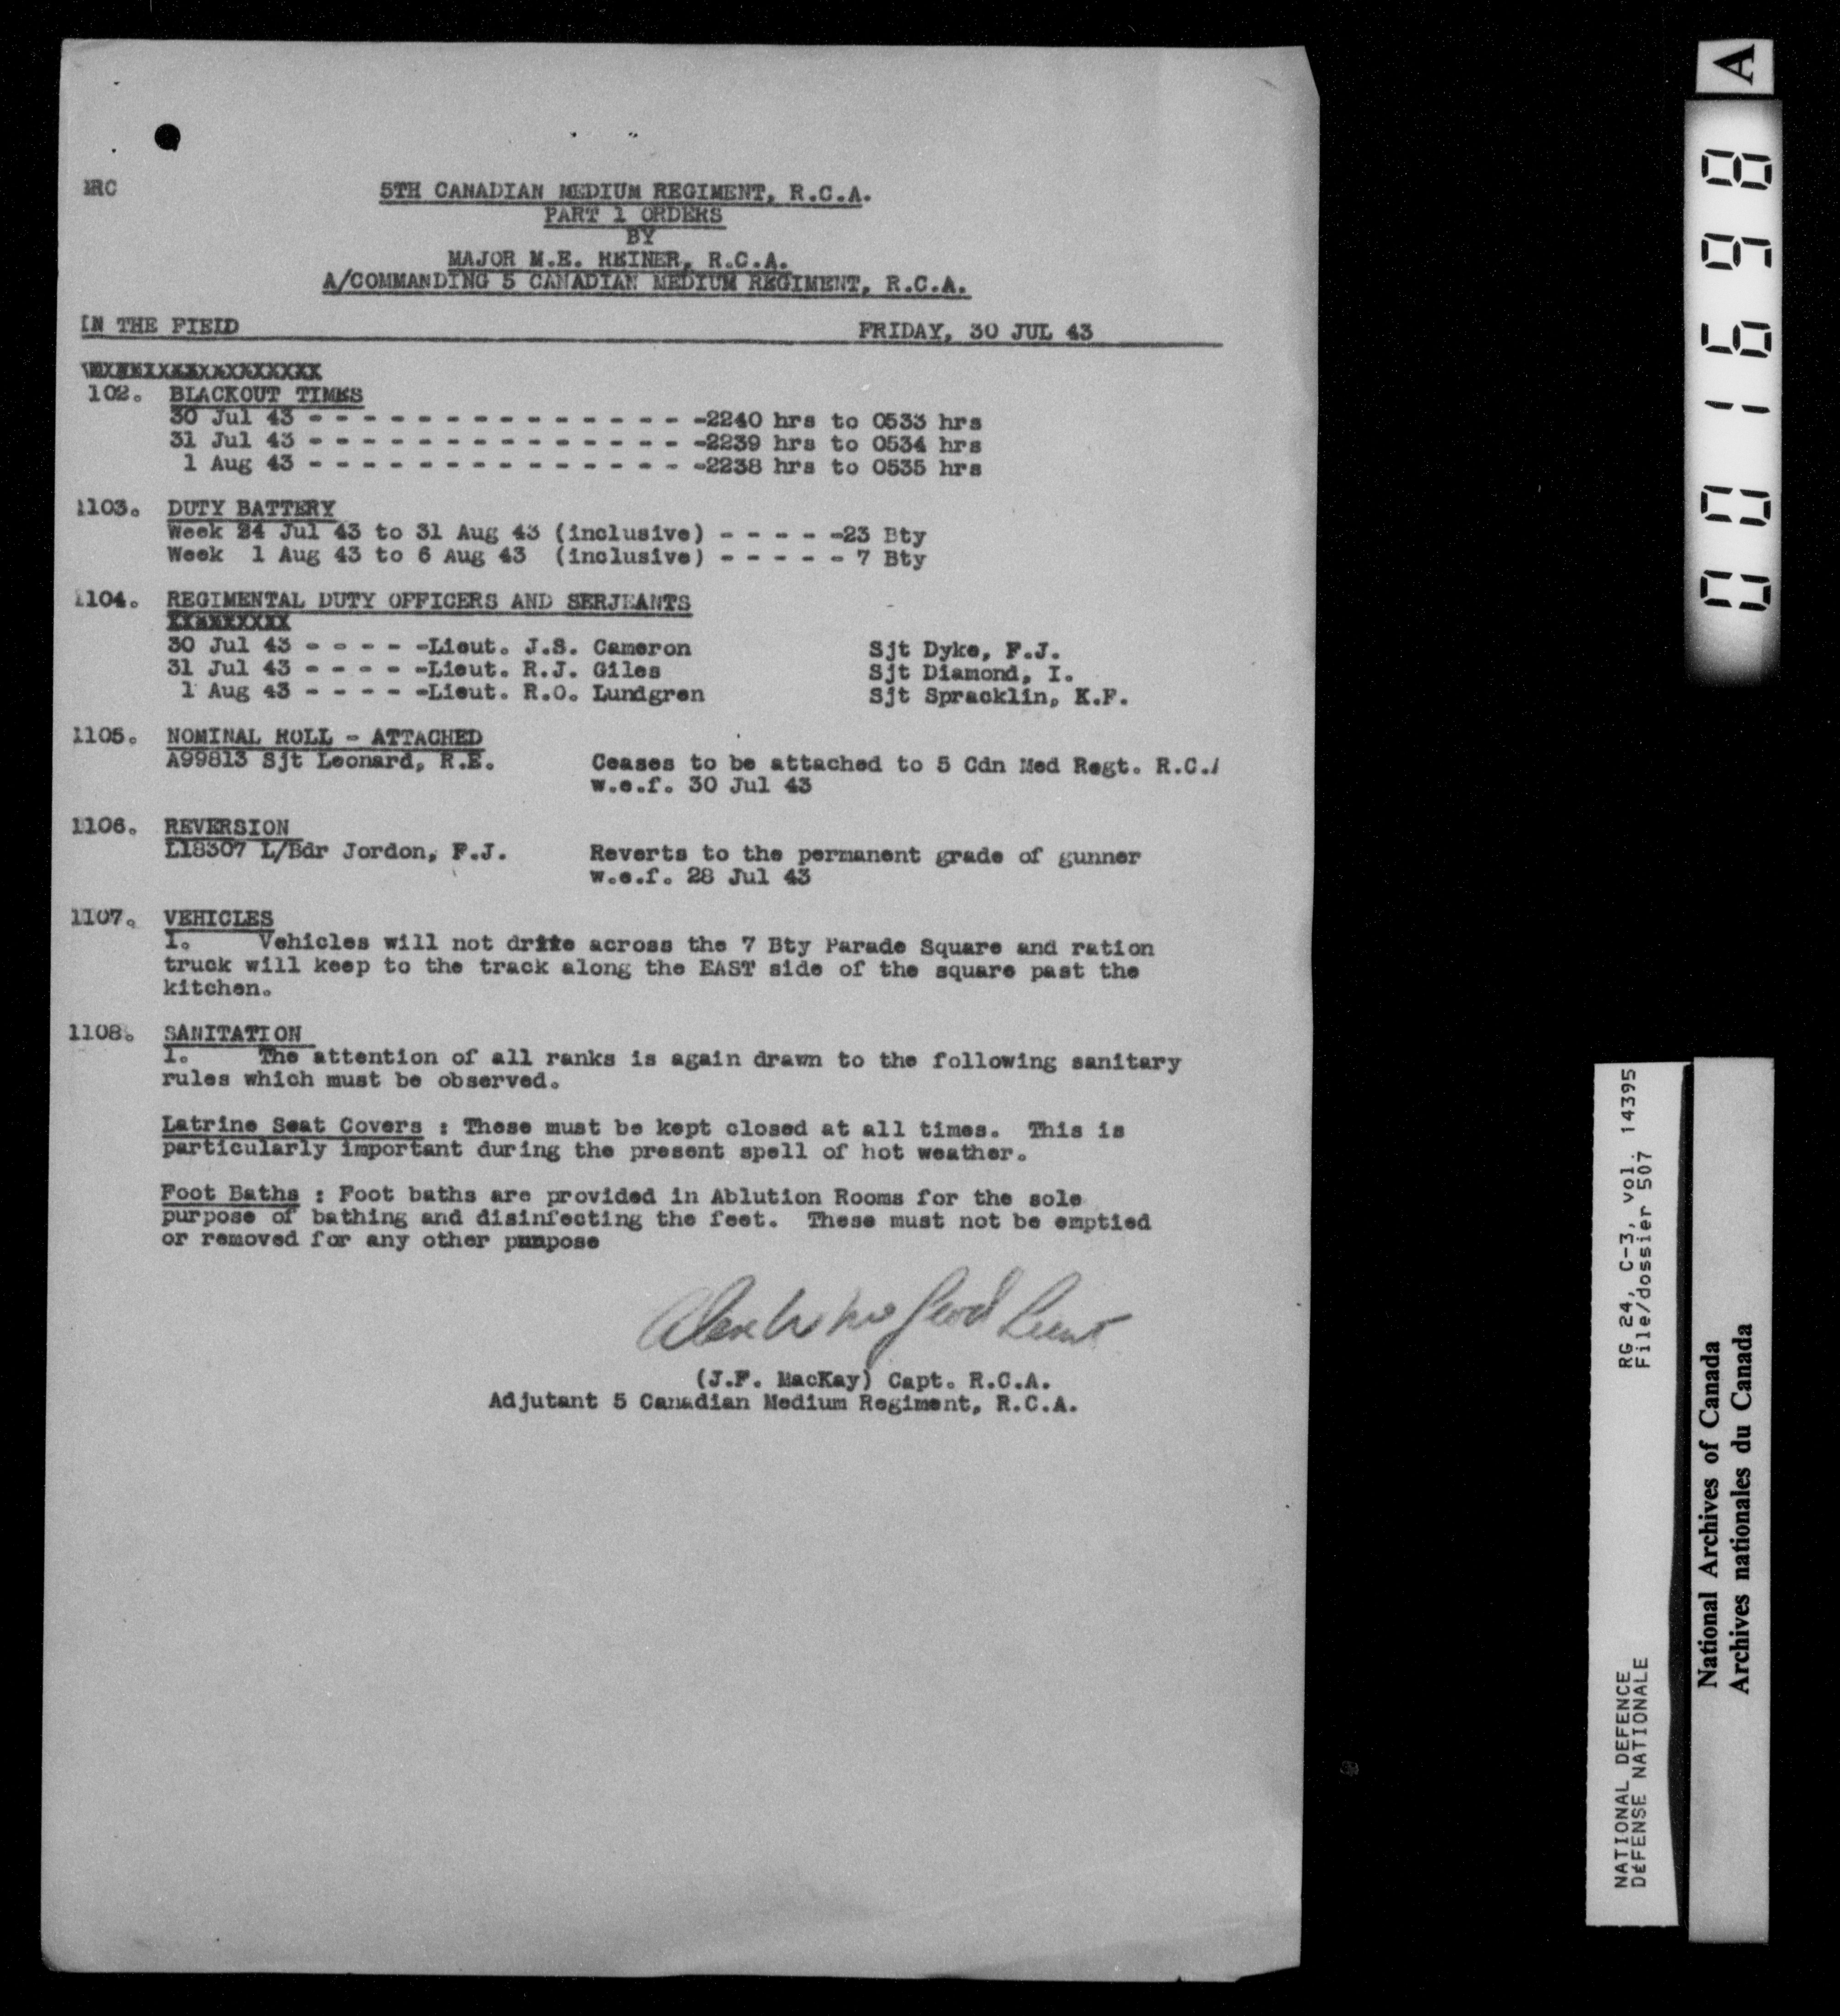 MRC
5TH CANADIAN MEDIUM REGIMENT, R.C.A.
PART 1 ORDERS
BY
MAJOR M.E. REINER, R.C.A.
A/COMMANDING 5 CANADIAN MEDIUM REGIMENT, R.C.A.
IN THE FIELD FRIDAY, 30 JUL 43
102. BLACKOUT TIMES
30 Jul 43 - - - - - - - - - - - - - - -2240 hrs to 0533 hrs
31 Jul 43 - - - - - - - - - - - - - - -2239 hrs to 0534 hrs
1 Aug 43 - - - - - - - - - - - - - - -2238 hrs to 0535 hrs
1103. DUTY BATTERY
Week 24 Jul 43 to 31 Aug 43 (inclusive) - - - - -23 Bty
Week 1 Aug 43 to 6 Aug 43 (inclusive) - - - - - 7 Bty
1104. REGIMENTAL DUTY OFFICERS AND SERJEANTS
30 Jul 43 - - - - -Lieut. J.S. Cameron Sjt Dyke, F.J.
31 Jul 43 - - - - -Lieut. R.J. Giles Sjt Diamond, I.
1 Aug 43 - - - - -Lieut. R.O. Lundgren Sjt Spracklin, K.F.
1105. NOMINAL ROLL - ATTACHED
A99813 Sjt Leonard, R.E. Ceases to be attached to 5 Cdn Med Regt. R.C.A
w.e.f. 30 Jul 43
1106. REVERSION
L18307 L/Bdr Jordon, F.J. Reverts to the permanent grade of gunner
w.e.f. 28 Jul 43
1107. VEHICLES
1. Vehicles will not drive across the 7 Bty Parade Square and ration
truck will keep to the track along the EAST side of the square past the
kitchen.
1108. SANITATION
1. The attention of all ranks is again drawn to the following sanitary
rules which must be observed.
Latrine Seat Covers : These must be kept closed at all times. This is
particularly important during the present spell of hot weather.
Foot Baths : Foot baths are provided in Ablution Rooms for the sole
purpose of bathing and disinfecting the feet. These must not be emptied
or removed for any other purpose
Lieut
(J.F. MacKay) Capt. R.C.A.
Adjutant 5 Canadian Medium Regiment, R.C.A.
A
001698
RG 24, C-3, vol. 14395
File/dossier 507
NATIONAL DEFENCE
DÉFENSE NATIONALE
National Archives of Canada
Archives nationales du Canada